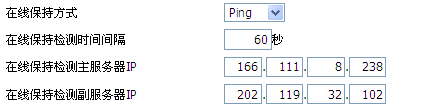 在线保持方式 Ping
在线保持检测时间间隔 60 秒
在线保持检测主服务器IP 166 . 111 . 8 . 238
在线保持检测副服务器IP 202 . 119 . 32 . 102